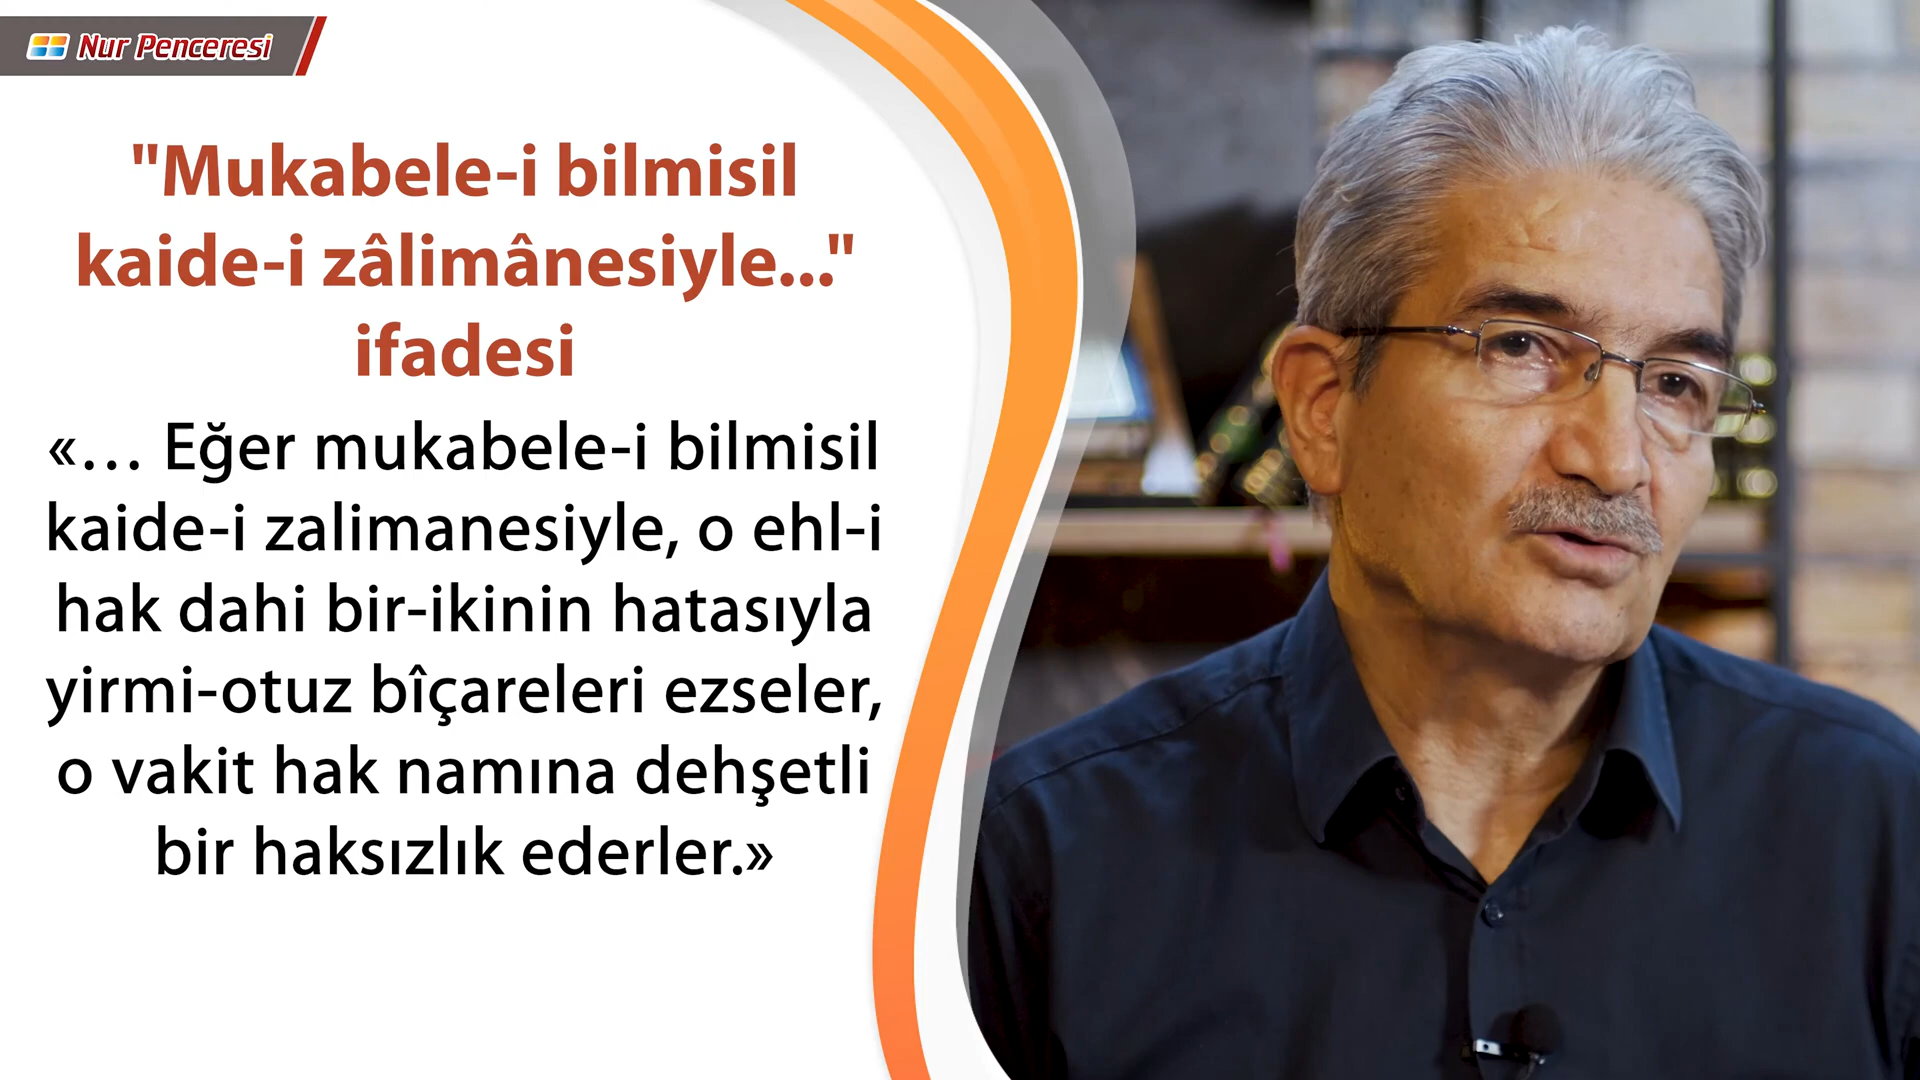 Nur Penceresi
"Mukabele-i bilmisil
kaide-i zâlimânesiyle..."
ifadesi
«… Eğer mukabele-i bilmisil
kaide-i zalimanesiyle, o ehl-i
hak dahi bir-ikinin hatasıyla
yirmi-otuz bîçareleri ezseler,
o vakit hak namına dehşetli
bir haksızlık ederler.»